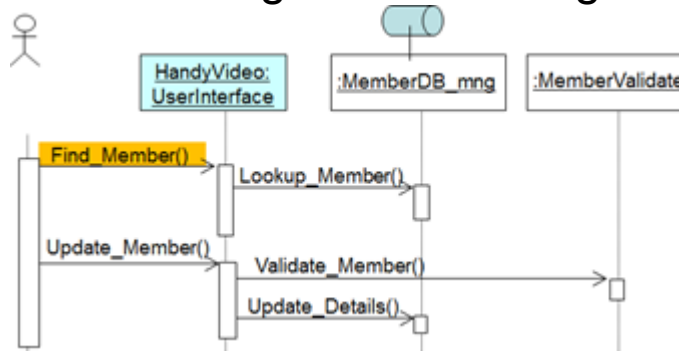 HandyVideo:
UserInterface
:MemberDB_mng
:MemberValidate
Find_Member()
Lookup_Member()
Update_Member()
Validate_Member()
Update_Details()